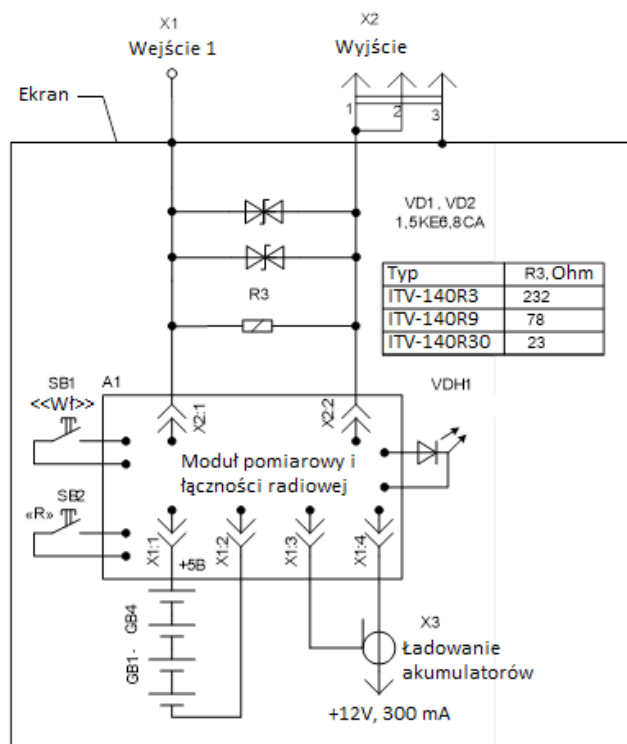 X1
X2
Wejście 1
Wyjście
Ekran
1
2
3
VD1, VD2
1,5KE6,8CA
R3
Typ R3, Ohm
ITV-140R3 232
ITV-140R9 78
ITV-140R30 23
SB1
<<Wł>>
A1
VDH1
X2:1
X2:2
Moduł pomiarowy i
łączności radiowej
SB2
«R»
X1:1
X1:2
X1:3
X1:4
+5B
GB1- GB4
X3
Ładowanie
akumulatorów
+12V, 300 mA